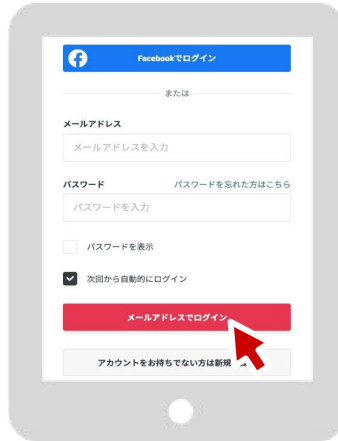 Facebookでログイン
または
メールアドレス
メールアドレスを入力
パスワード パスワードを忘れた方はこちら
パスワードを入力
パスワードを表示
次回から自動的にログイン
メールアドレスでログイン
アカウントをお持ちでない方は新規